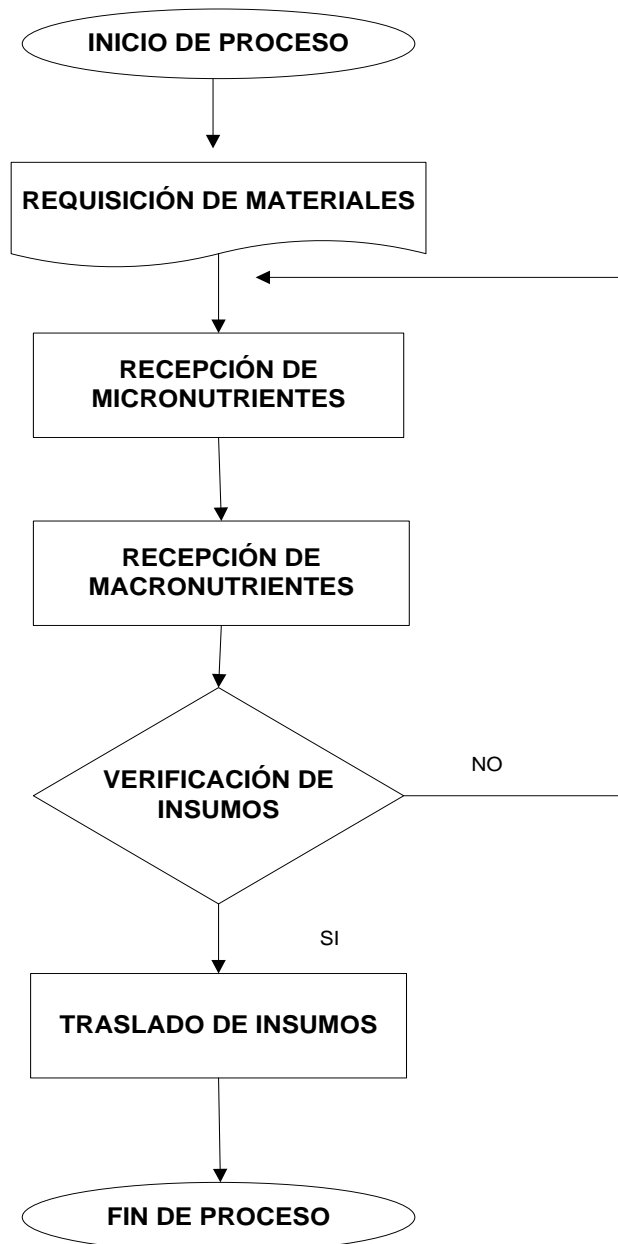 INICIO DE PROCESO
REQUISICIÓN DE MATERIALES
RECEPCIÓN DE
MICRONUTRIENTES
RECEPCIÓN DE
MACRONUTRIENTES
VERIFICACIÓN DE
INSUMOS
NO
SI
TRASLADO DE INSUMOS
FIN DE PROCESO